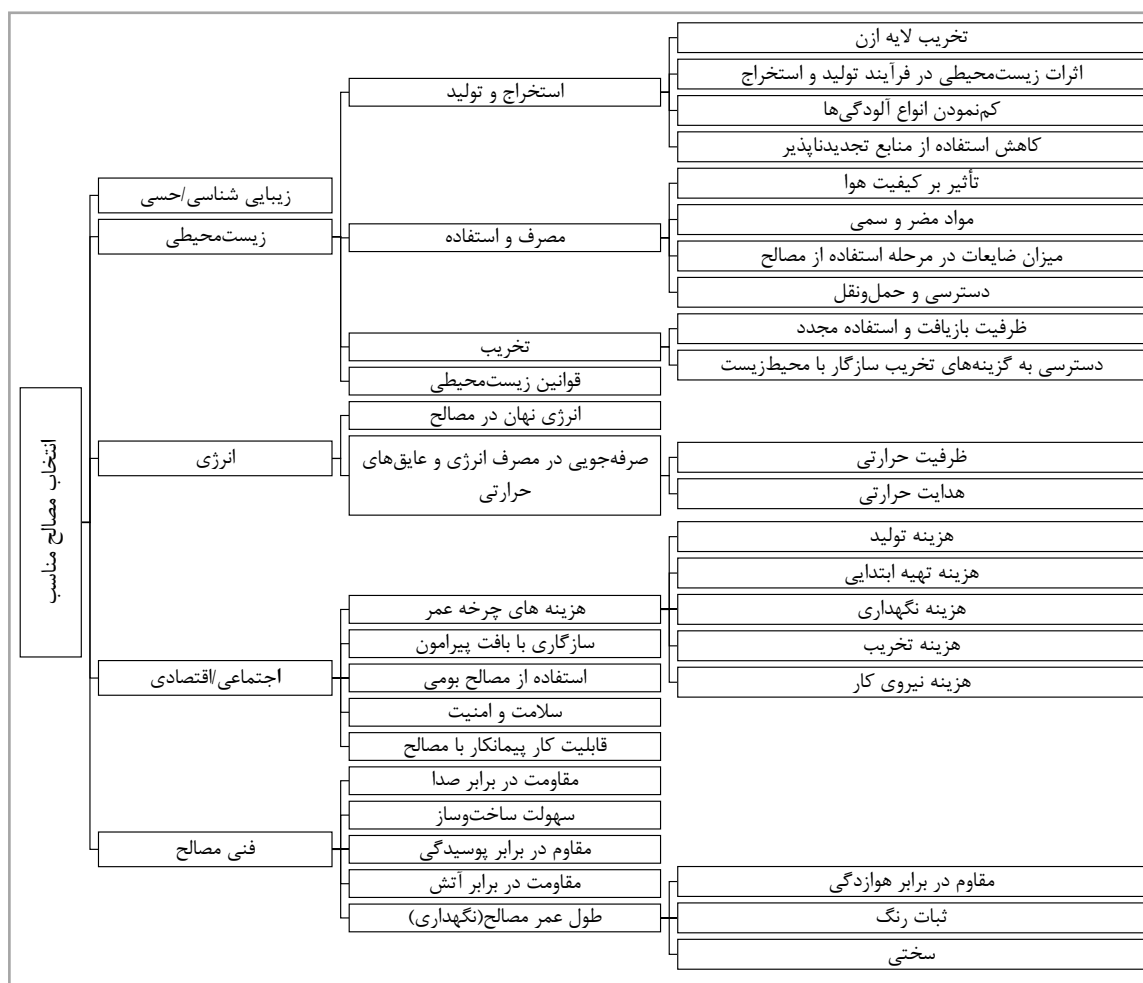 انتخاب مصالح مناسب
زیبایی شناسی/حسی
زیست‌محیطی
استخراج و تولید
تخریب لایه ازن
اثرات زیست‌محیطی در فرآیند تولید و استخراج
کم‌نمودن انواع آلودگی‌ها
کاهش استفاده از منابع تجدیدناپذیر
مصرف و استفاده
تأثیر بر کیفیت هوا
مواد مضر و سمی
میزان ضایعات در مرحله استفاده از مصالح
دسترسی و حمل‌ونقل
تخریب
ظرفیت بازیافت و استفاده مجدد
دسترسی به گزینه‌های تخریب سازگار با محیط‌زیست
قوانین زیست‌محیطی
انرژی
انرژی نهان در مصالح
صرفه‌جویی در مصرف انرژی و عایق‌های
حرارتی
ظرفیت حرارتی
هدایت حرارتی
اجتماعی/اقتصادی
هزینه های چرخه عمر
هزینه تولید
هزینه تهیه ابتدایی
هزینه نگهداری
هزینه تخریب
هزینه نیروی کار
سازگاری با بافت پیرامون
استفاده از مصالح بومی
سلامت و امنیت
قابلیت کار پیمانکار با مصالح
فنی مصالح
مقاومت در برابر صدا
سهولت ساخت‌وساز
مقاوم در برابر پوسیدگی
مقاومت در برابر آتش
طول عمر مصالح(نگهداری)
مقاوم در برابر هوازدگی
ثبات رنگ
سختی